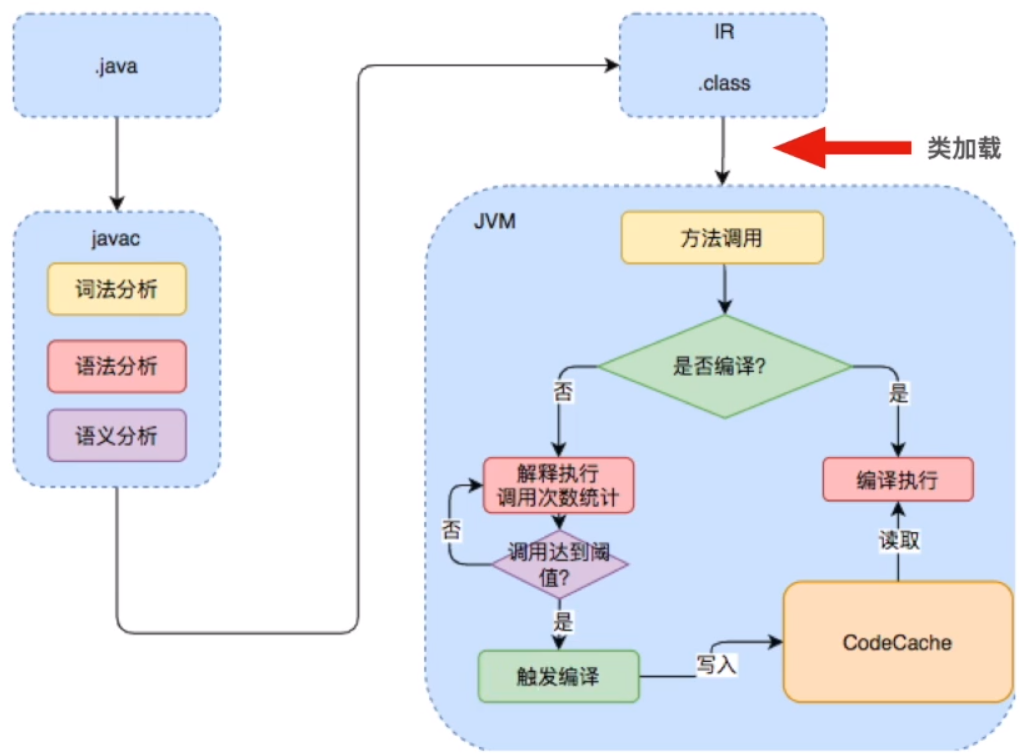 .java
javac
词法分析
语法分析
语义分析
IR
.class
类加载
JVM
方法调用
是否编译?
否
是
解释执行
调用次数统计
编译执行
否
调用达到阈
值?
读取
是
触发编译
写入
CodeCache